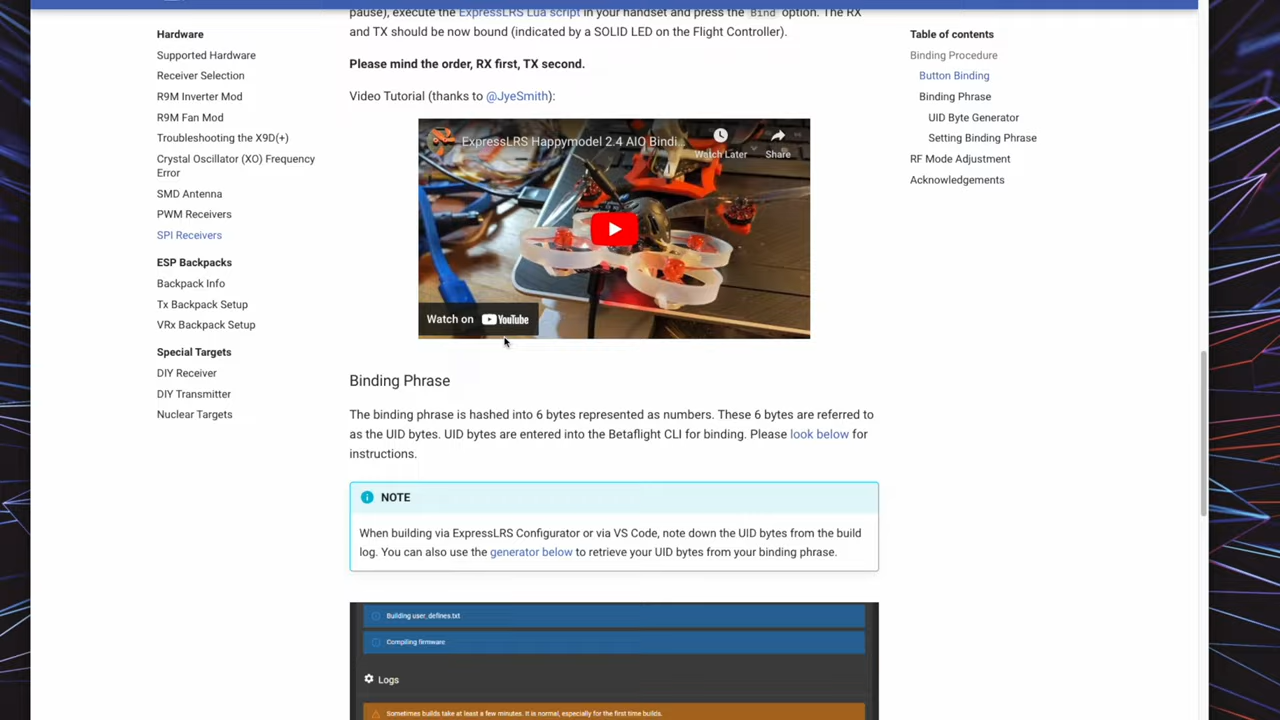 Hardware
Supported Hardware
Receiver Selection
R9M Inverter Mod
R9M Fan Mod
Troubleshooting the X9D(+)
Crystal Oscillator (XO) Frequency
Error
SMD Antenna
PWM Receivers
SPI Receivers
ESP Backpacks
Backpack Info
Tx Backpack Setup
VRx Backpack Setup
Special Targets
DIY Receiver
DIY Transmitter
Nuclear Targets
pause), execute the ExpressLRS Lua script in your handset and press the Bind option. The RX
and TX should be now bound (indicated by a SOLID LED on the Flight Controller).
Please mind the order, RX first, TX second.
Video Tutorial (thanks to @JyeSmith):
ExpressLRS Happymodel 2.4 AIO Bindi...
Watch Later
Share
Watch on YouTube
Binding Phrase
The binding phrase is hashed into 6 bytes represented as numbers. These 6 bytes are referred to
as the UID bytes. UID bytes are entered into the Betaflight CLI for binding. Please look below for
instructions.
NOTE
When building via ExpressLRS Configurator or via VS Code, note down the UID bytes from the build
log. You can also use the generator below to retrieve your UID bytes from your binding phrase.
Building user_defines.txt
Compiling firmware
Logs
Sometimes builds take at least a few minutes. It is normal, especially for the first time builds.
Table of contents
Binding Procedure
Button Binding
Binding Phrase
UID Byte Generator
Setting Binding Phrase
RF Mode Adjustment
Acknowledgements